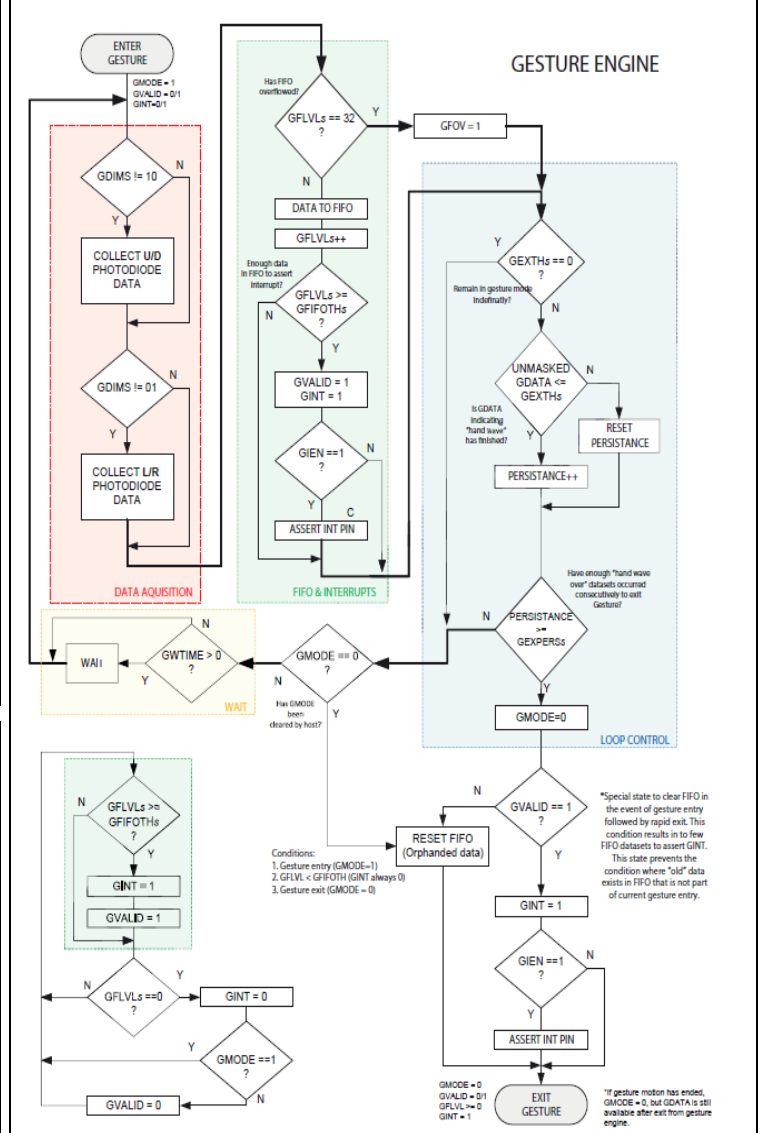 GESTURE ENGINE
ENTER
GESTURE
GMODE = 1
GVALID = 0/1
GINT=0/1
GDIMS != 10
N
Y
COLLECT U/D
PHOTODIODE
DATA
GDIMS != 01
N
Y
COLLECT L/R
PHOTODIODE
DATA
DATA AQUISITION
Has FIFO
overflowed?
GFLVLs == 32
?
Y
N
GFOV = 1
DATA TO FIFO
GFLVLs++
Enough data
in FIFO to assert
interrupt?
GFLVLs >=
GFIFOTHs
?
N
Y
GVALID = 1
GINT = 1
GIEN ==1
?
N
Y
C
ASSERT INT PIN
FIFO & INTERRUPTS
Y
GEXTHs == 0
?
Remain in gesture mode
indefinatly?
N
UNMASKED
GDATA <=
GEXTHs
N
Is GDATA
indicating
"hand wave"
has finished?
Y
RESET
PERSISTANCE
PERSISTANCE++
Have enough "hand wave
over" datasets occurred
consecutively to exit
Gesture?
N
PERSISTANCE
>=
GEXPERSs
Y
GMODE=0
LOOP CONTROL
N
GWTIME > 0
?
Y
WAIT
WAIT
GMODE == 0
?
N
Has GMODE
been
cleared by host?
Y
GFLVLs >=
GFIFOTHs
?
N
Y
GINT = 1
GVALID = 1
N
GFLVLs ==0
?
Y
GINT = 0
Y
GMODE ==1
?
N
GVALID = 0
Conditions:
1. Gesture entry (GMODE=1)
2. GFLVL < GFIFOTH (GINT always 0)
3. Gesture exit (GMODE = 0)
N
GVALID == 1
?
Y
RESET FIFO
(Orphanded data)
*Special state to clear FIFO in
the event of gesture entry
followed by rapid exit. This
condition results in to few
FIFO datasets to assert GINT.
This state prevents the
condition where "old" data
exists in FIFO that is not part
of current gesture entry.
GINT = 1
GIEN ==1
?
N
Y
ASSERT INT PIN
GMODE = 0
GVALID = 0/1
GFLVL >= 0
GINT = 1
EXIT
GESTURE
*If gesture motion has ended,
GMODE = 0, but GDATA is still
available after exit from gesture
engine.